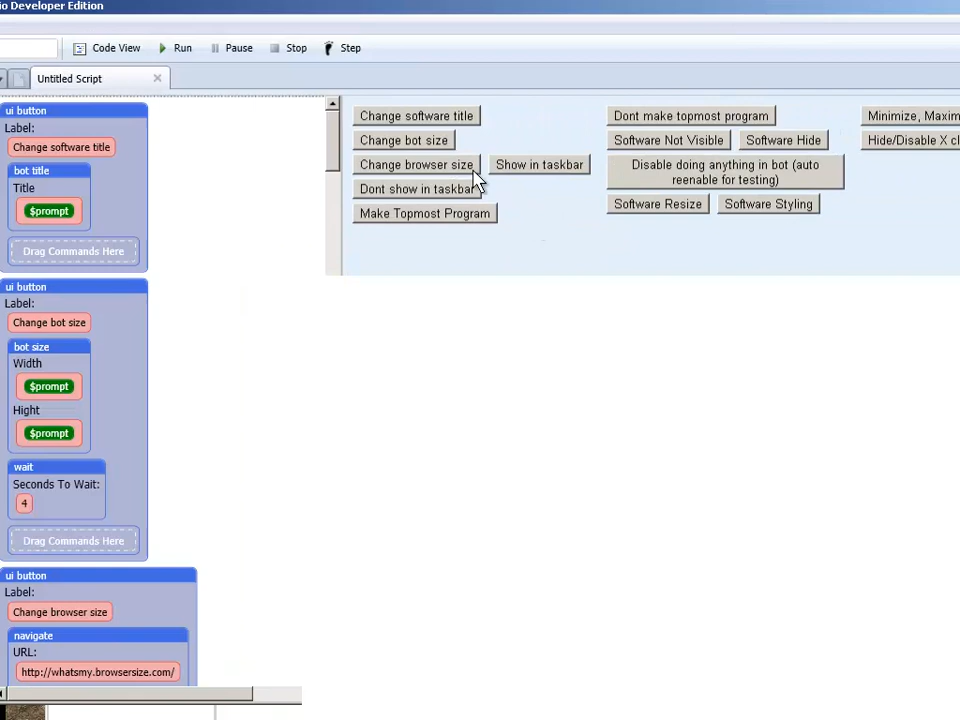 io Developer Edition
Code View Run Pause Stop Step
Untitled Script
ui button
Label:
Change software title
bot title
Title
$prompt
Drag Commands Here
ui button
Label:
Change bot size
bot size
Width
$prompt
Hight
$prompt
wait
Seconds To Wait:
4
Drag Commands Here
ui button
Label:
Change browser size
navigate
URL:
http://whatsmy.browsersize.com/
Change software title
Change bot size
Change browser size Show in taskbar
Dont show in taskbar
Make Topmost Program
Dont make topmost program
Software Not Visible Software Hide
Disable doing anything in bot (auto
reenable for testing)
Software Resize Software Styling
Minimize, Maxim
Hide/Disable X cl